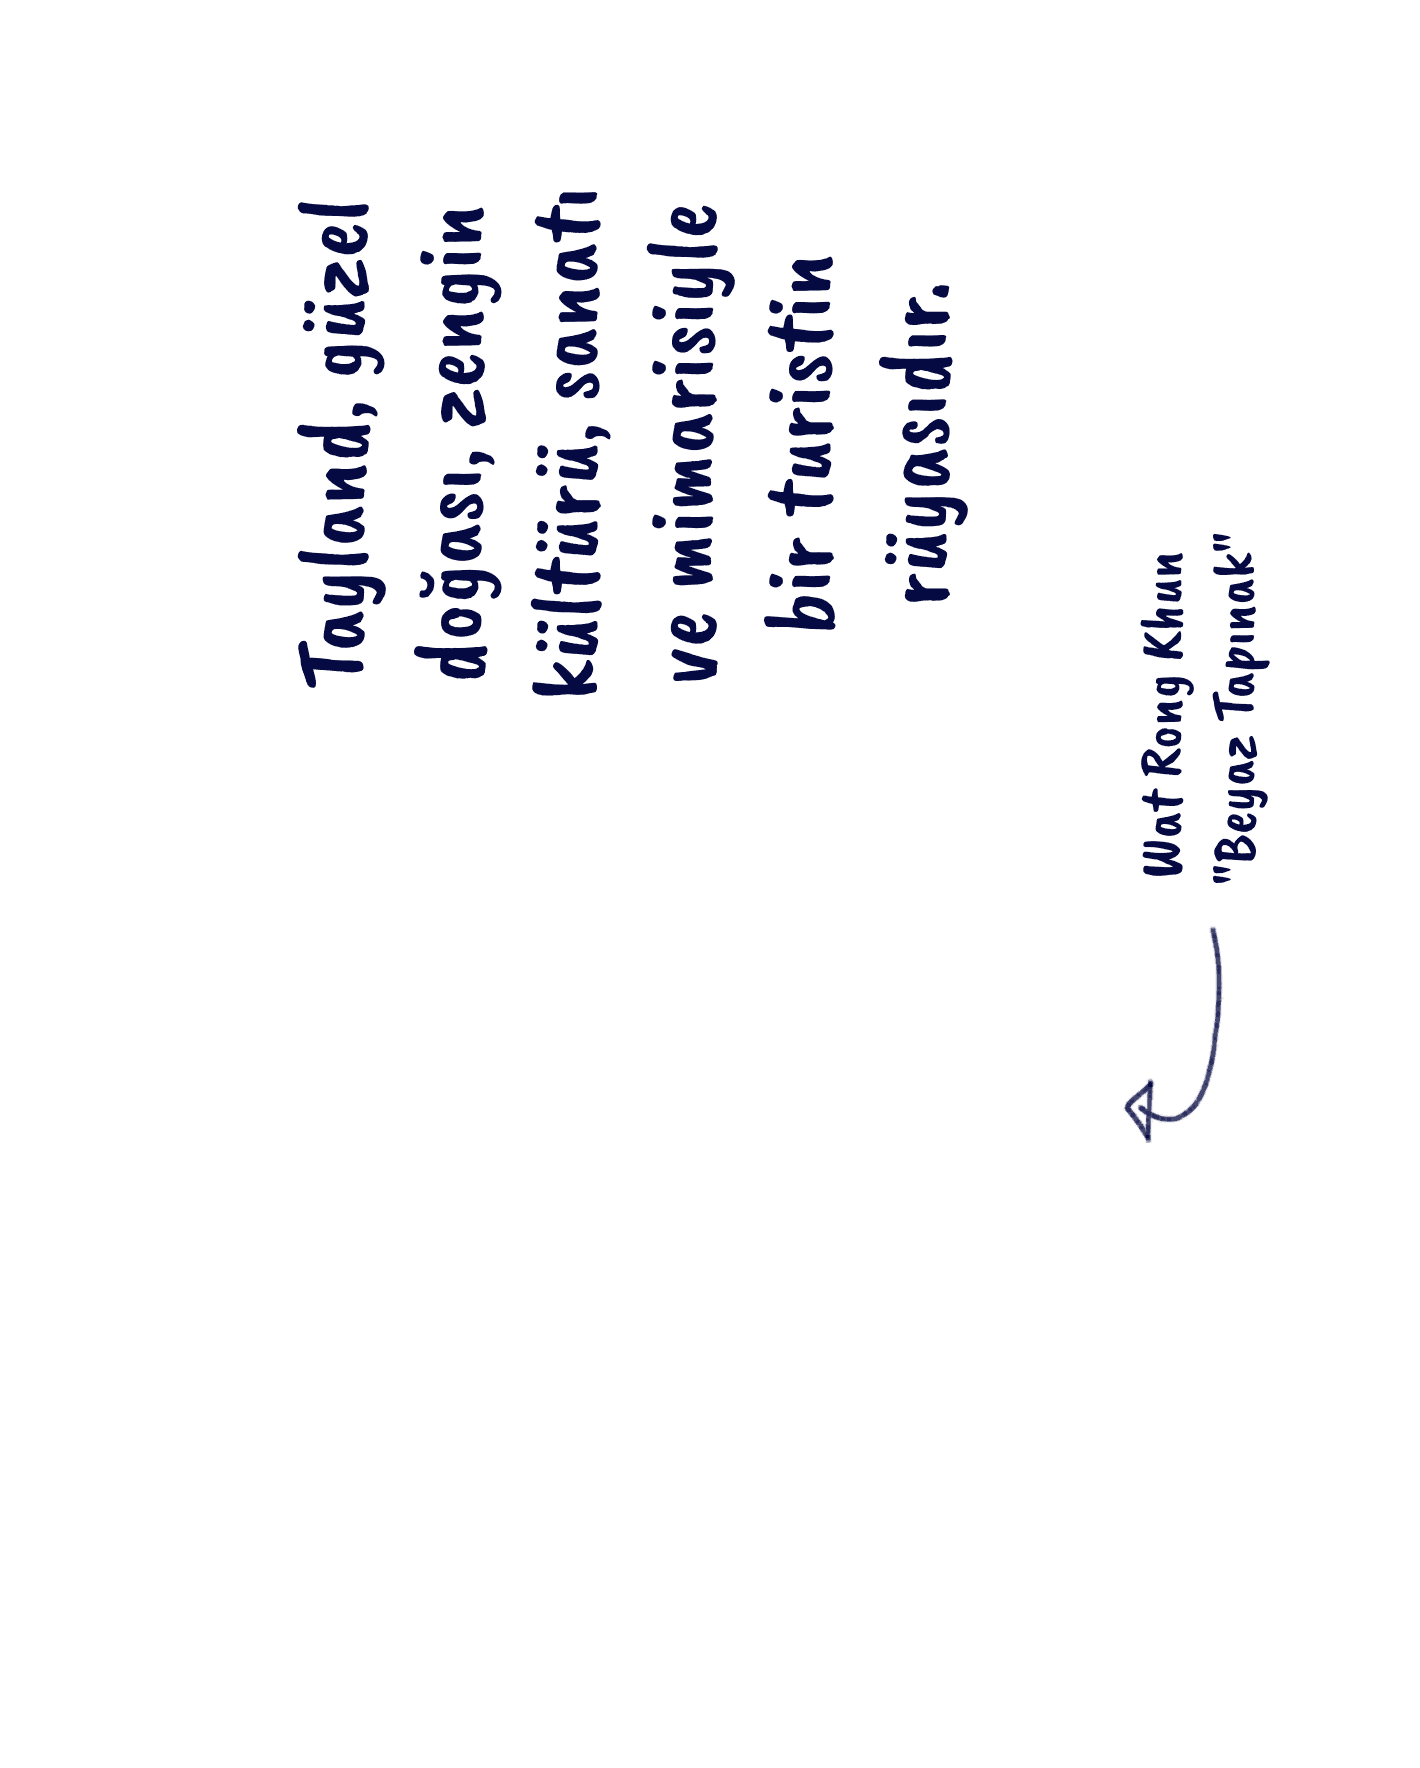 Tayland, güzel
doğası, zengin
kültürü, sanatı
ve mimarisiyle
bir turistin
rüyasıdır.
Wat Rong Khun
"Beyaz Tapınak"